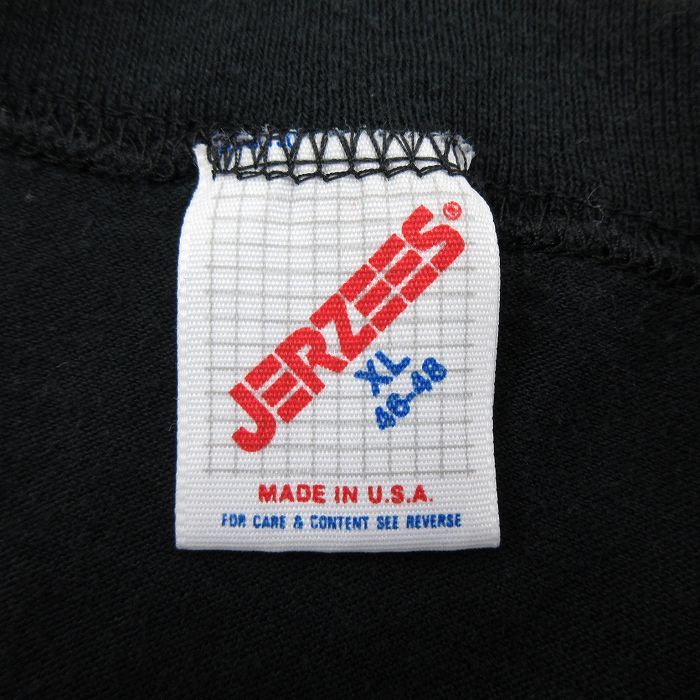 JERZEES®
XL
46-48
MADE IN U.S.A.
FOR CARE & CONTENT SEE REVERSE